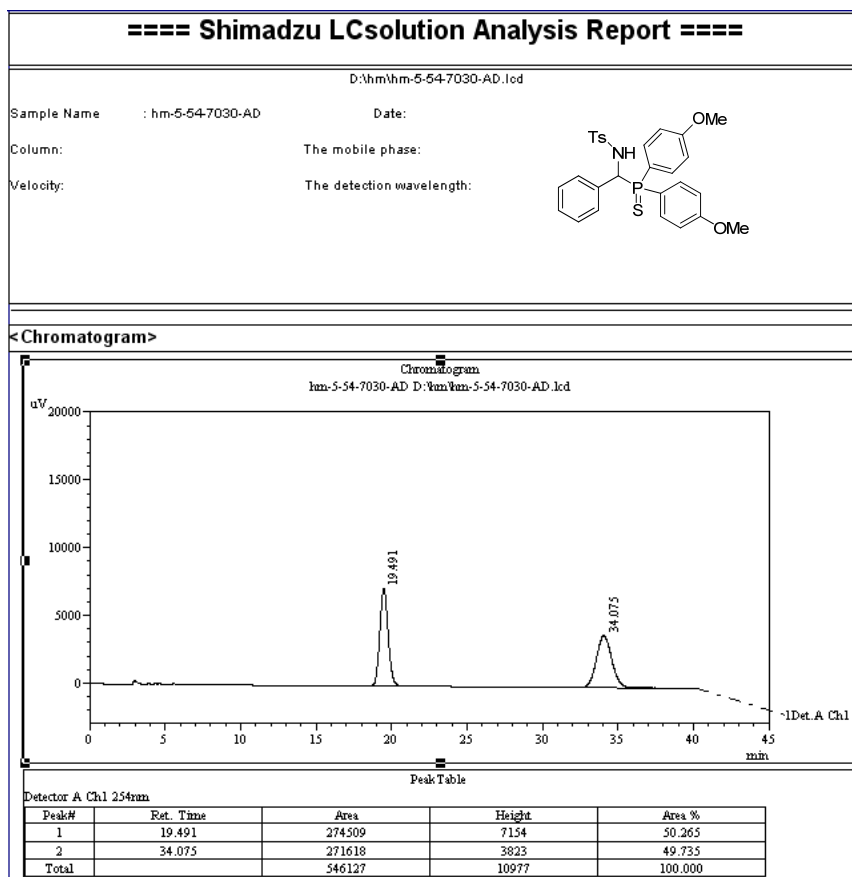 ==== Shimadzu LCsolution Analysis Report ====
D:\hm\hm-5-54-7030-AD.lcd
Sample Name : hm-5-54-7030-AD Date:
Column: The mobile phase:
Velocity: The detection wavelength:
OMe
Ts
NH
P
S
OMe
<Chromatogram>
Chromatogram
hm-5-54-7030-AD D:\hm\hm-5-54-7030-AD.lcd
uV
20000
15000
10000
5000
0
19.491
34.075
1Det.A Ch1
0 5 10 15 20 25 30 35 40 45
min
PeakTable
Detector A Ch1 254nm
Peak# Ret. Time Area Height Area %
1 19.491 274509 7154 50.265
2 34.075 271618 3823 49.735
Total 546127 10977 100.000